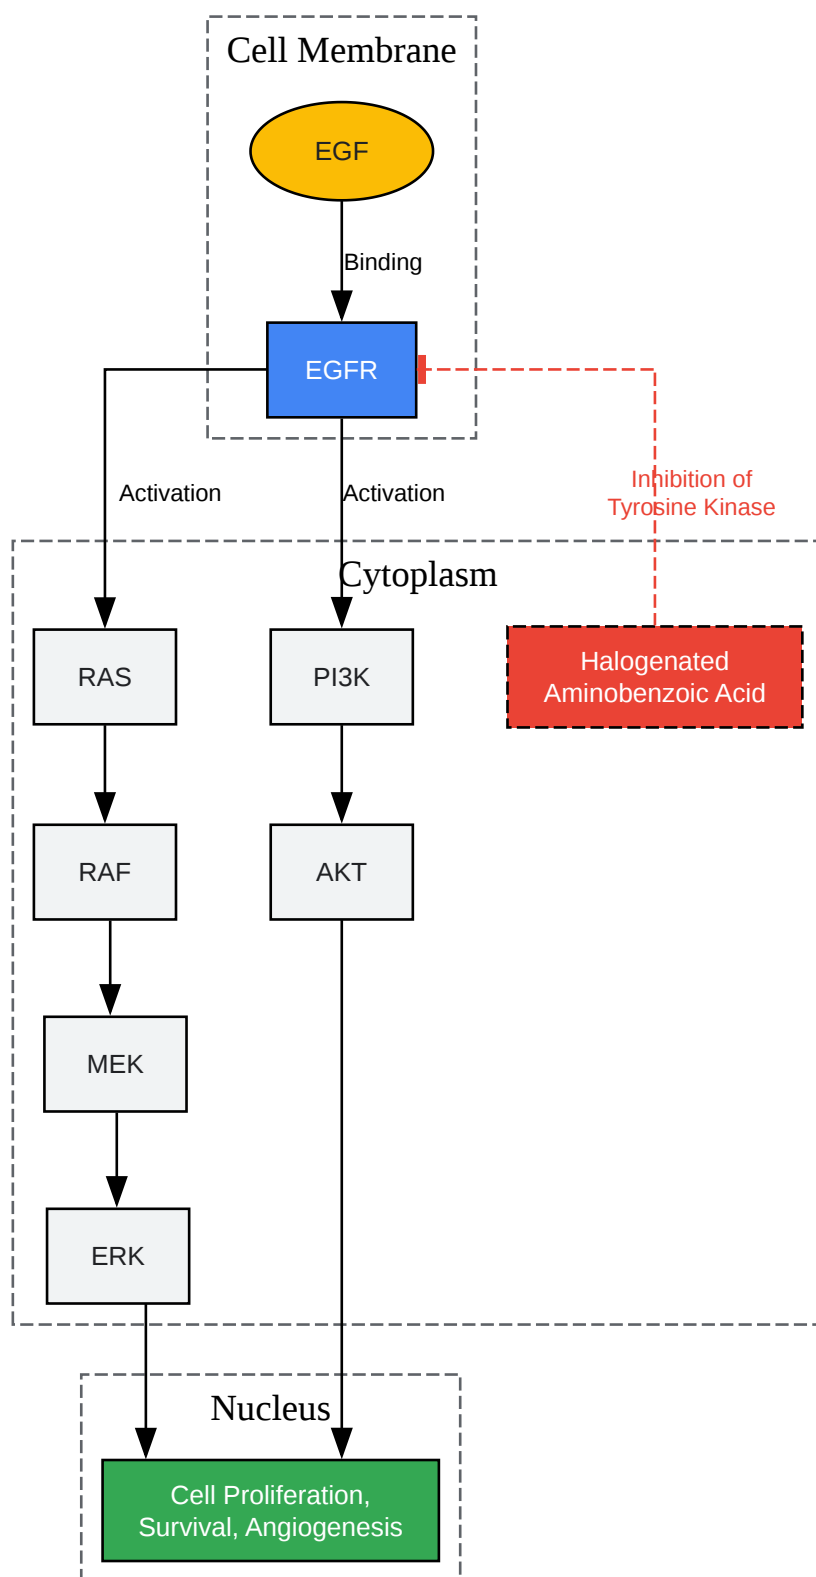 Cell Membrane
EGF
Binding
EGFR
Activation
Activation
Inhibition of
Tyrosine Kinase
Cytoplasm
RAS
PI3K
Halogenated
Aminobenzoic Acid
RAF
AKT
MEK
ERK
Nucleus
Cell Proliferation,
Survival, Angiogenesis